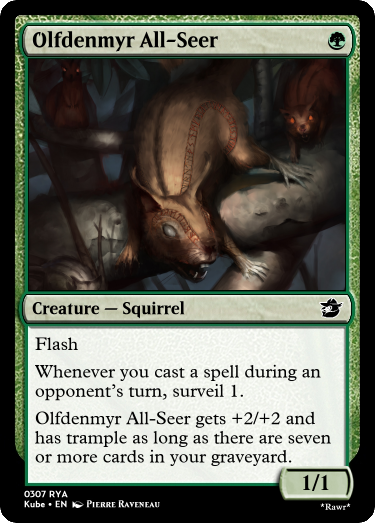 Olfdenmyr All-Seer
Creature — Squirrel
Flash
Whenever you cast a spell during an
opponent's turn, surveil 1.
Olfdenmyr All-Seer gets +2/+2 and
has trample as long as there are seven
or more cards in your graveyard.
1/1
0307 RYA
Kube • EN Pierre Raveneau
*Rawr*